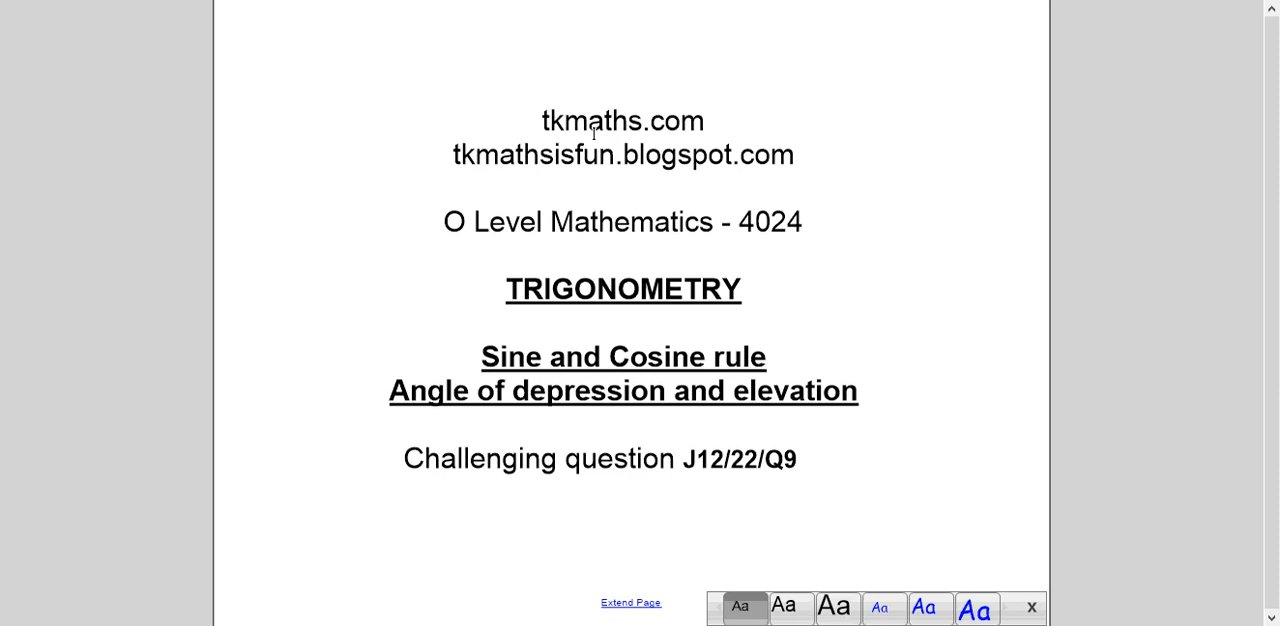 tkmaths.com
tkmathsisfun.blogspot.com
O Level Mathematics - 4024
TRIGONOMETRY
Sine and Cosine rule
Angle of depression and elevation
Challenging question J12/22/Q9
Extend Page
Aa Aa Aa Aa Aa Aa x